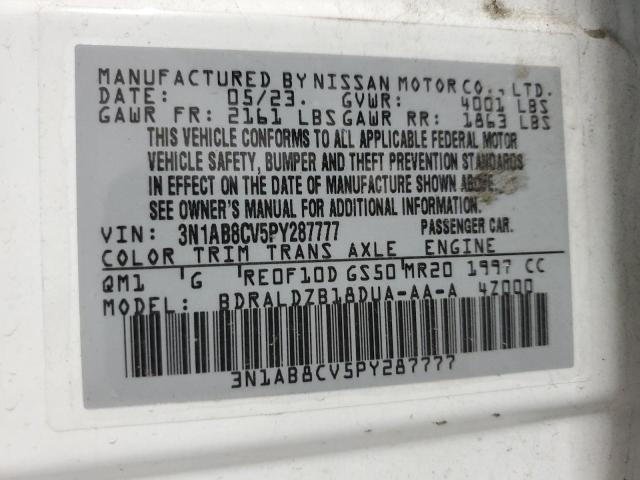 MANUFACTURED BY NISSAN MOTOR CO., LTD.
DATE: 05/23. GVWR: 4001 LBS
GAWR FR: 2161 LBS GAWR RR: 1863 LBS
THIS VEHICLE CONFORMS TO ALL APPLICABLE FEDERAL MOTOR
VEHICLE SAFETY, BUMPER AND THEFT PREVENTION STANDARDS
IN EFFECT ON THE DATE OF MANUFACTURE SHOWN ABOVE.
SEE OWNER'S MANUAL FOR ADDITIONAL INFORMATION.
VIN: 3N1AB8CV5PY287777 PASSENGER CAR.
COLOR TRIM TRANS AXLE ENGINE
QM1 G RE0F10D GS50 MR20 1997 CC
MODEL: BDRALDZB18DUA-AA-A 4Z000
3N1AB8CV5PY287777